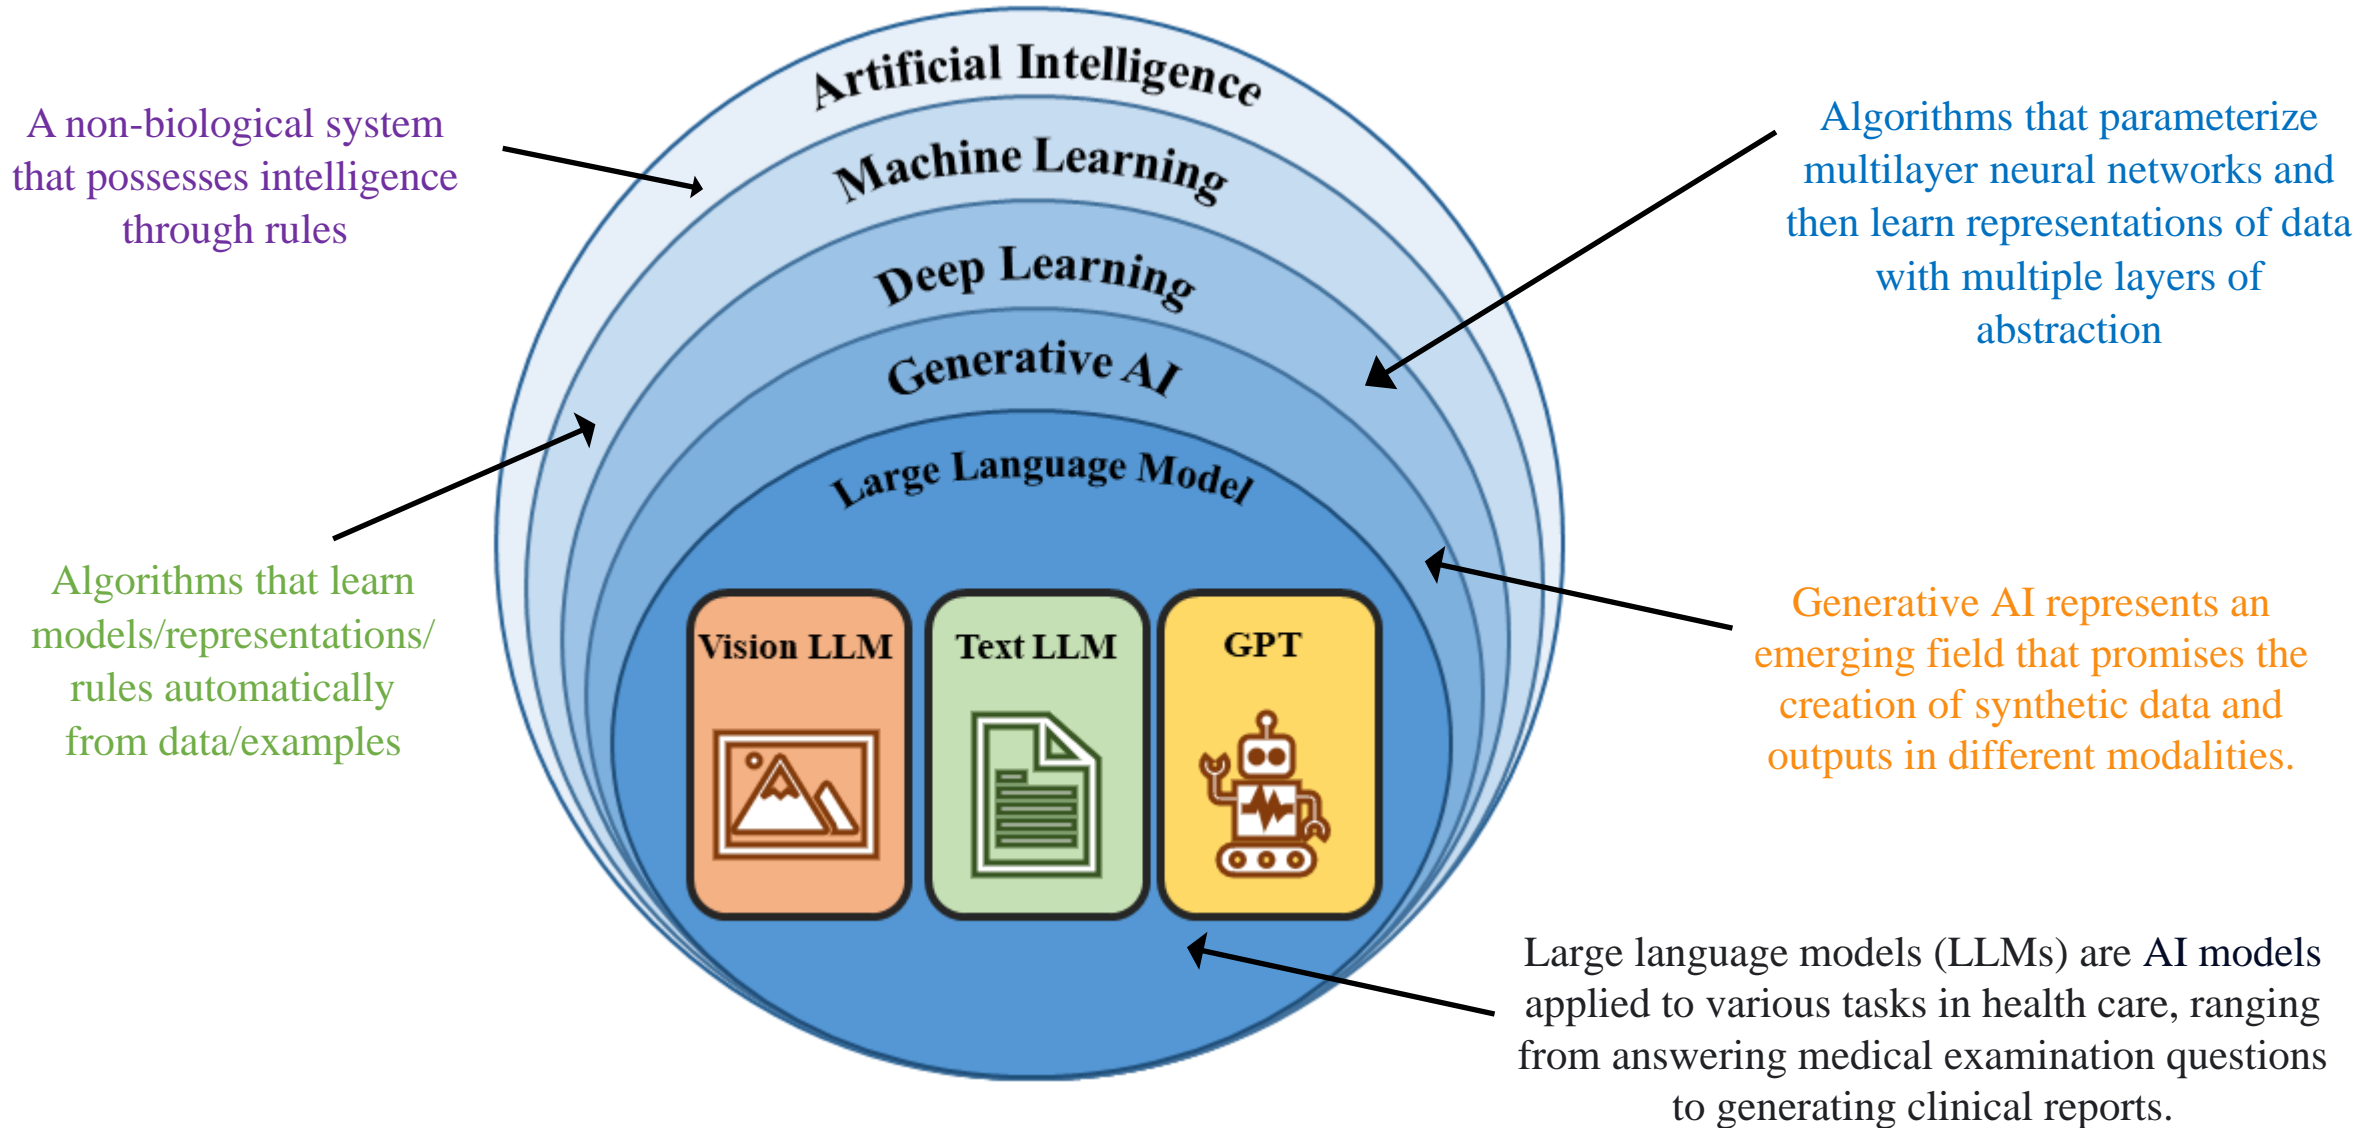 Artificial Intelligence
Machine Learning
Deep Learning
Generative AI
Large Language Model
Vision LLM
Text LLM
GPT
A non-biological system
that possesses intelligence
through rules
Algorithms that learn
models/representations/
rules automatically
from data/examples
Algorithms that parameterize
multilayer neural networks and
then learn representations of data
with multiple layers of
abstraction
Generative AI represents an
emerging field that promises the
creation of synthetic data and
outputs in different modalities.
Large language models (LLMs) are AI models
applied to various tasks in health care, ranging
from answering medical examination questions
to generating clinical reports.